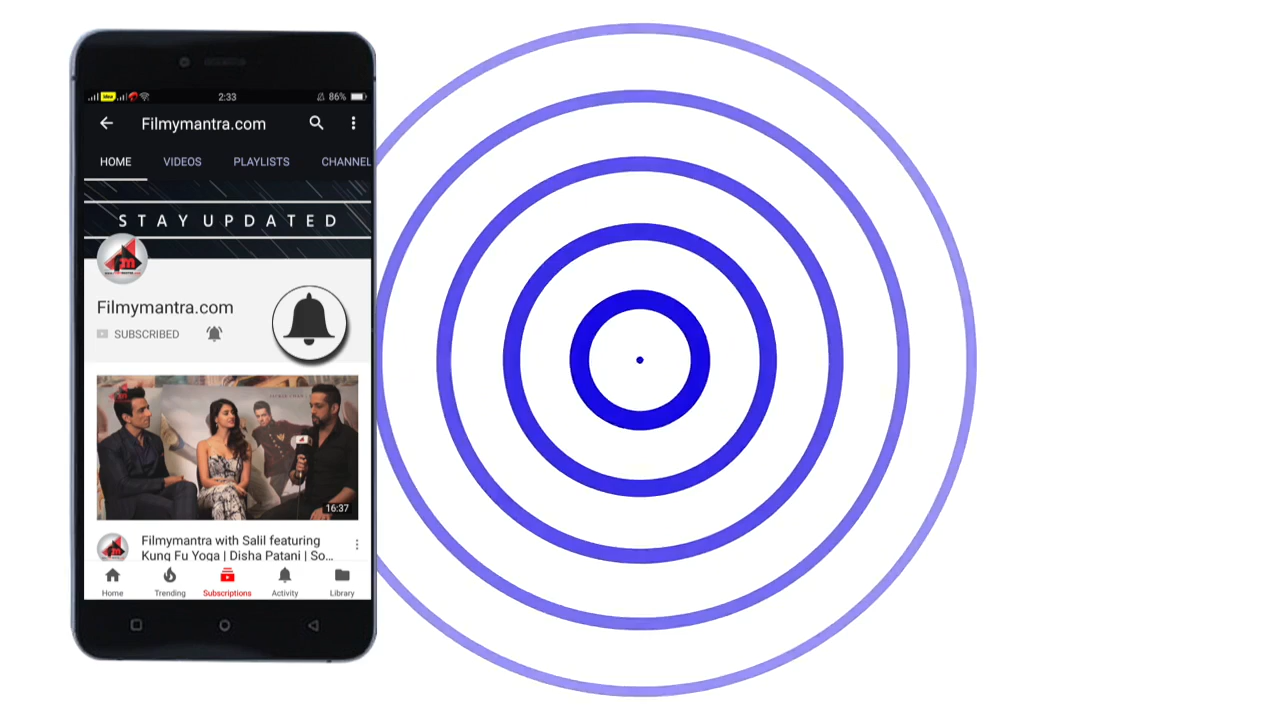 2:33
86%
Filmymantra.com
HOME VIDEOS PLAYLISTS CHANNEL
STAY UPDATED
fm
Filmymantra.com
SUBSCRIBED
16:37
Filmymantra with Salil featuring
Kung Fu Yoga | Disha Patani | So...
Home Trending Subscriptions Activity Library